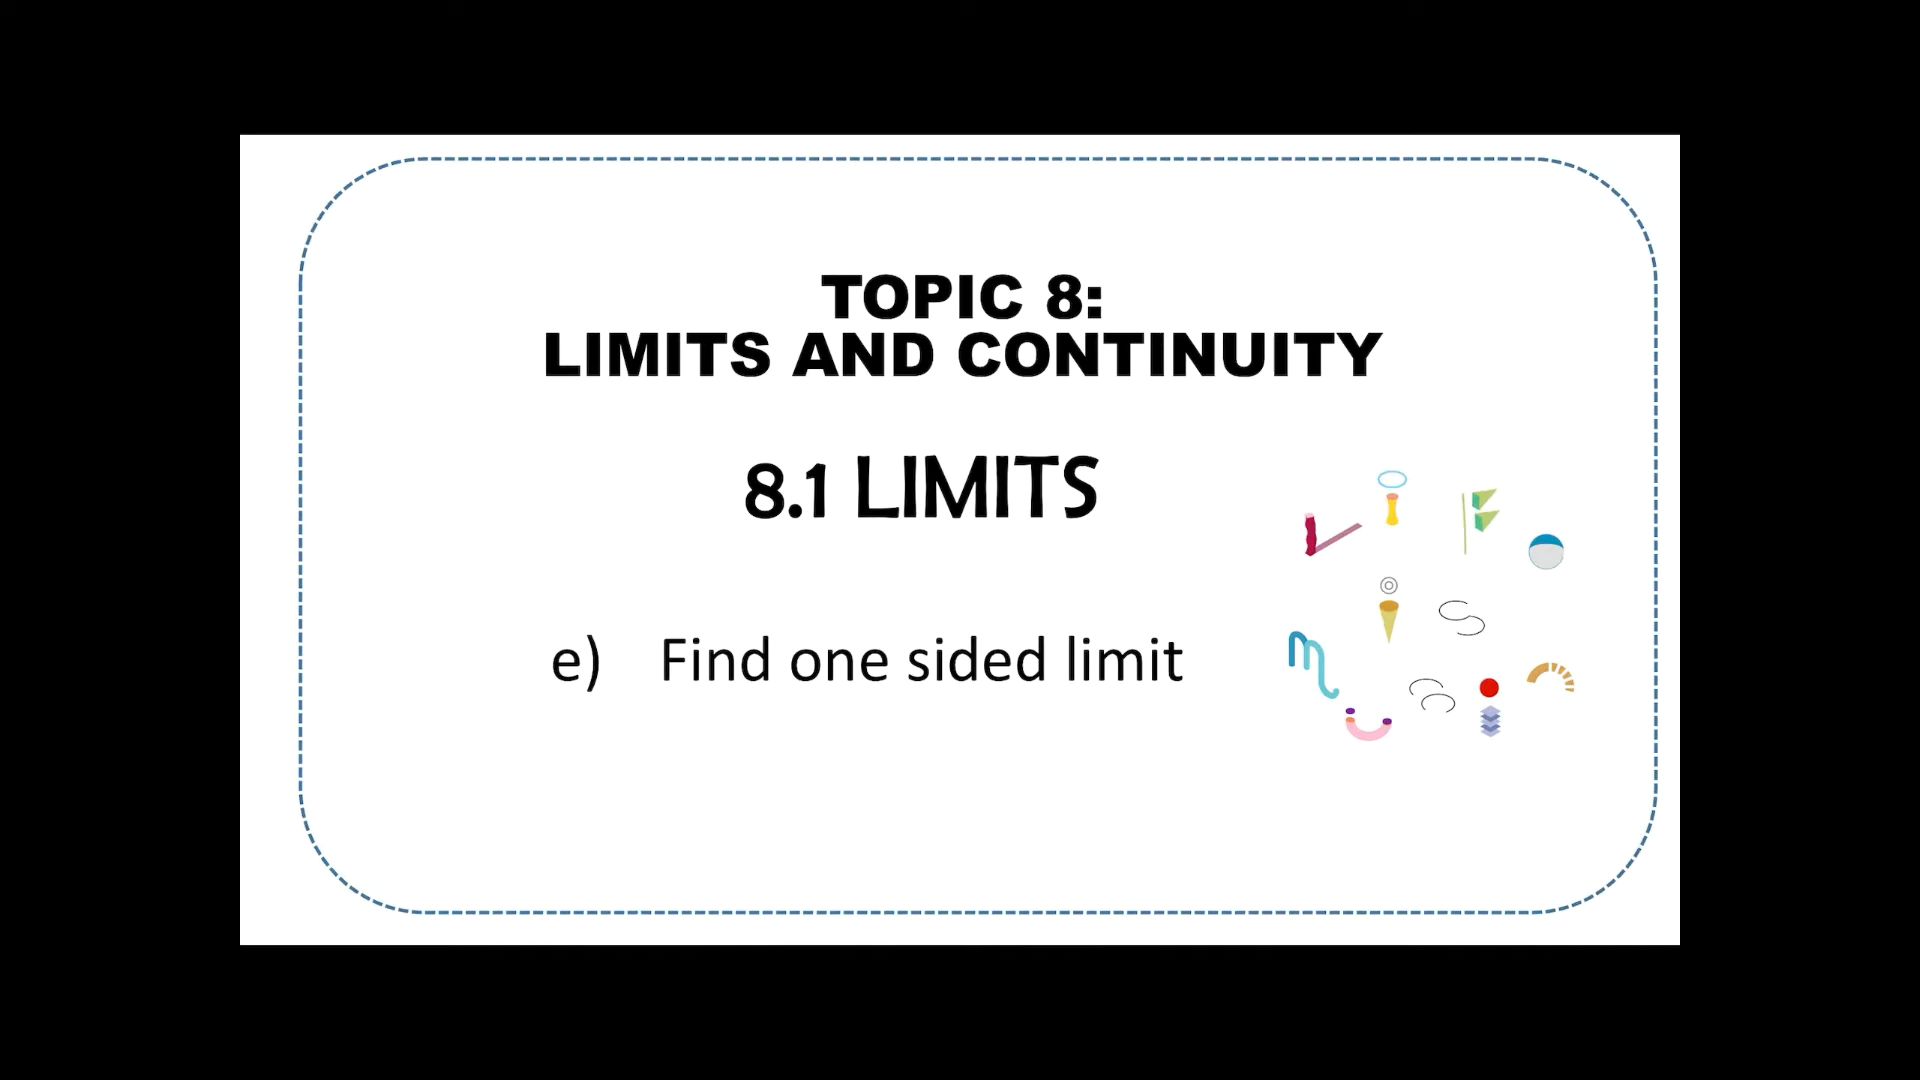 TOPIC 8:
LIMITS AND CONTINUITY
8.1 LIMITS
e) Find one sided limit